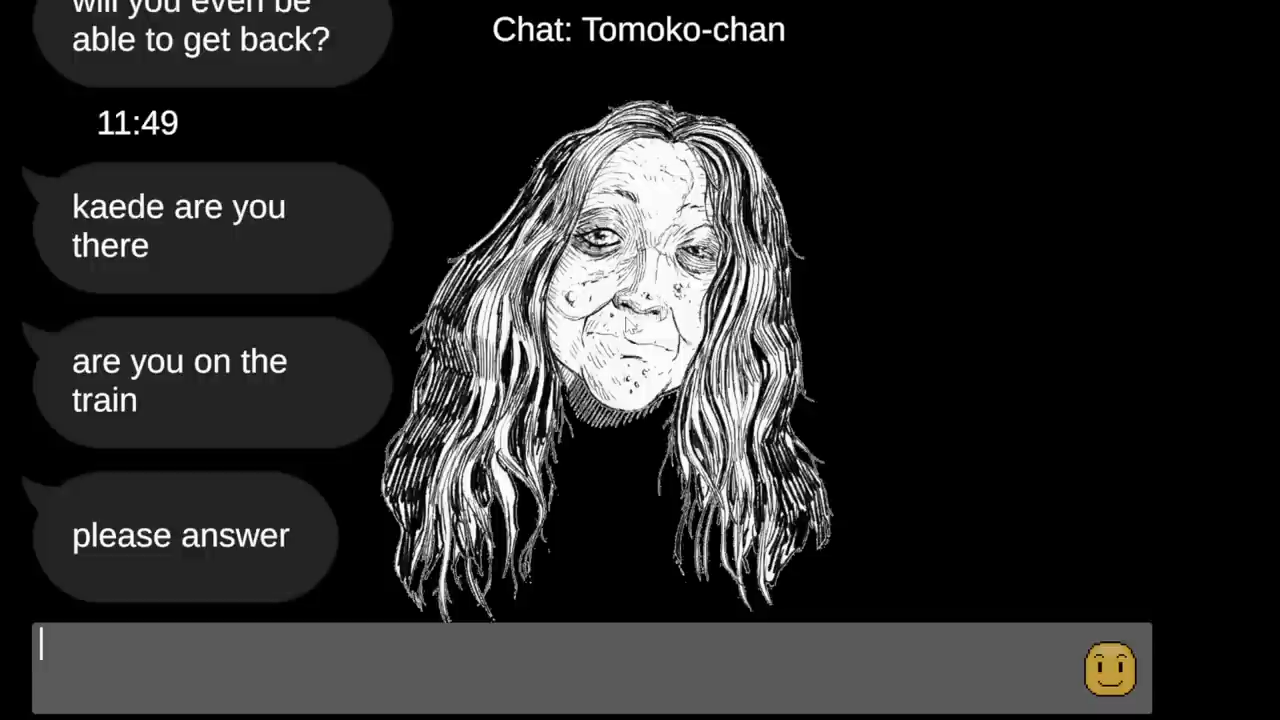 will you even be
able to get back?
Chat: Tomoko-chan
11:49
kaede are you
there
are you on the
train
please answer